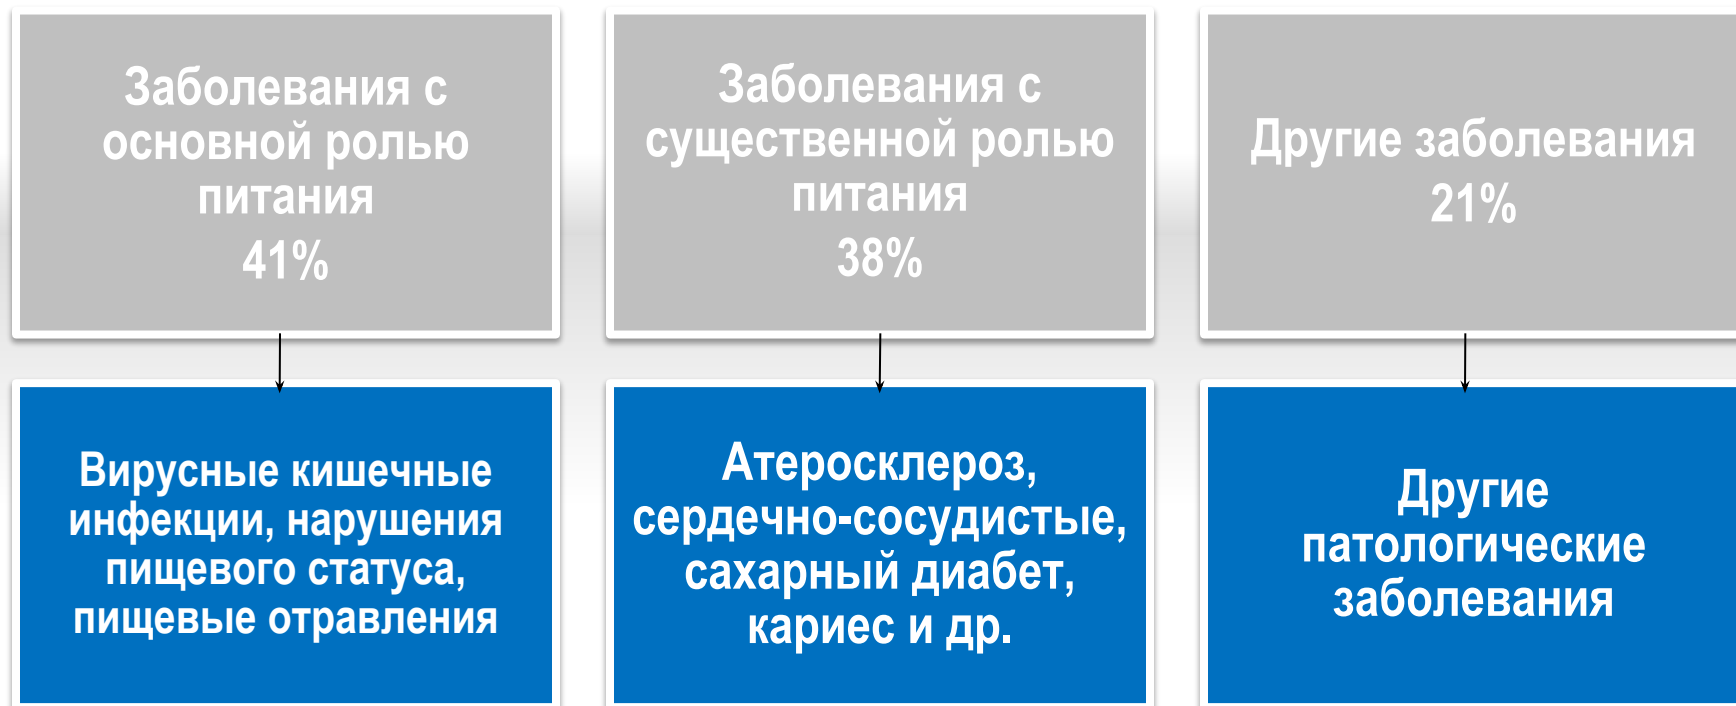 Заболевания с
основной ролью
питания
41%
Заболевания с
существенной ролью
питания
38%
Другие заболевания
21%
Вирусные кишечные
инфекции, нарушения
пищевого статуса,
пищевые отравления
Атеросклероз,
сердечно-сосудистые,
сахарный диабет,
кариес и др.
Другие
патологические
заболевания